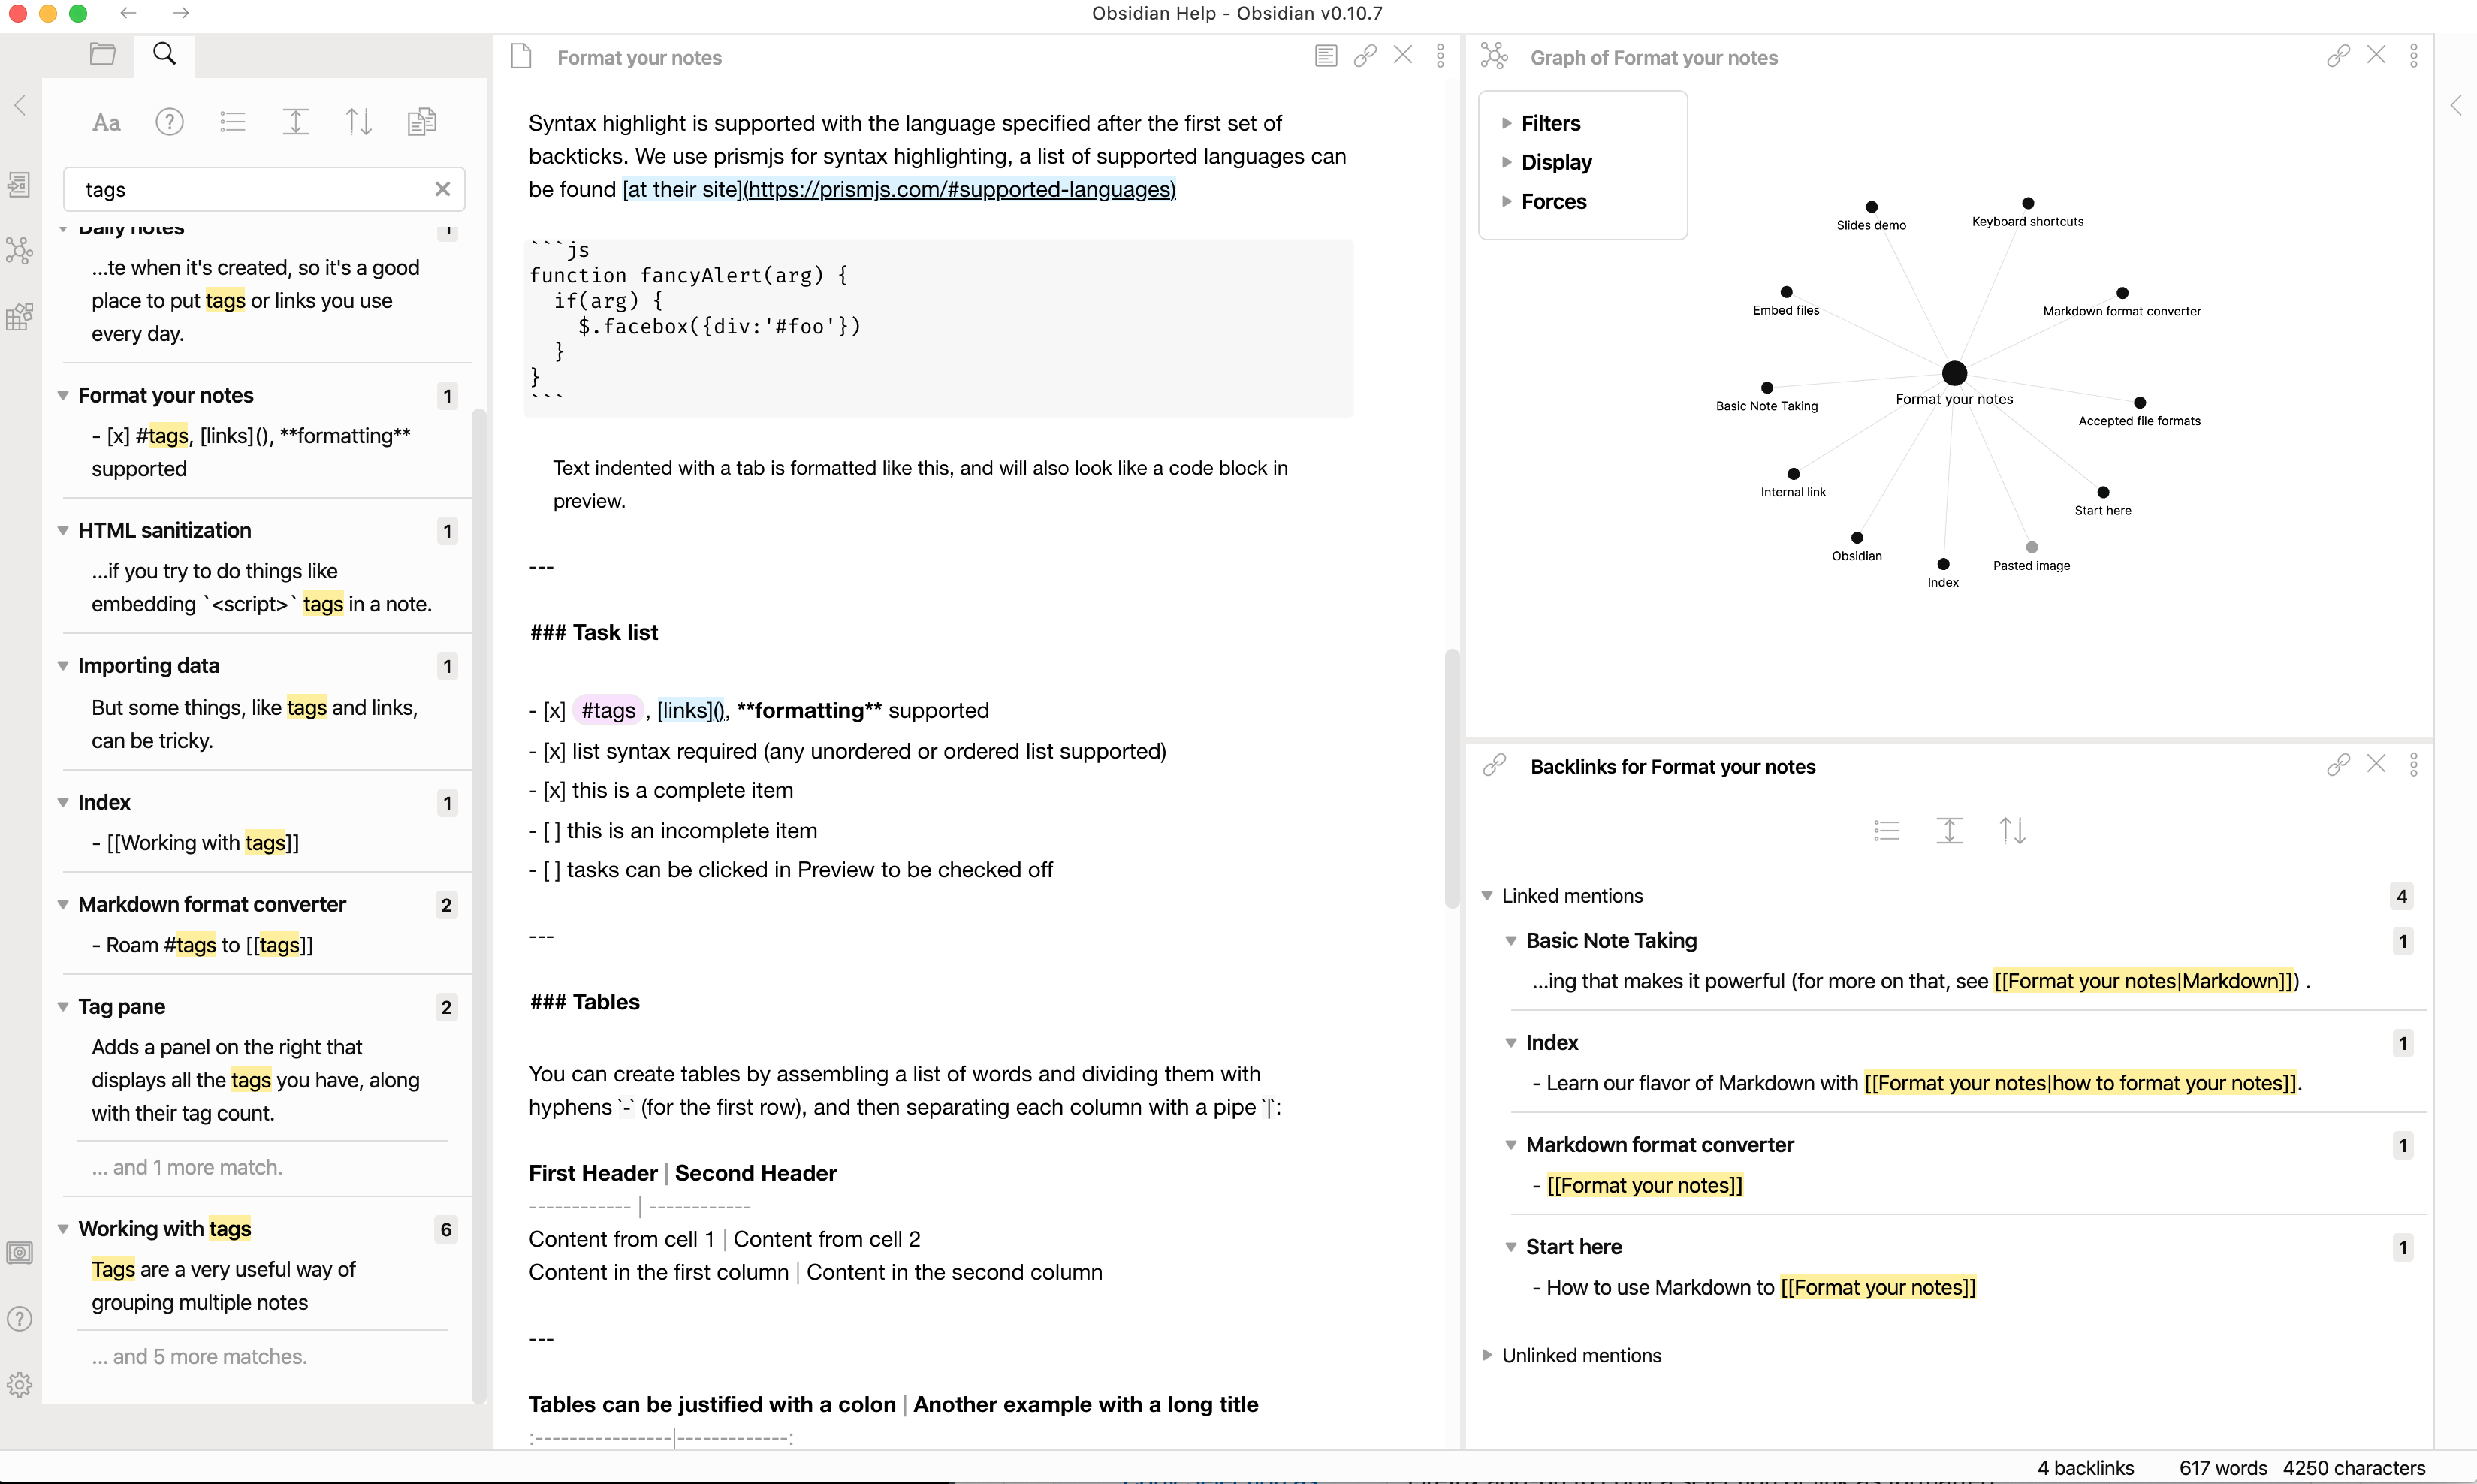 Obsidian Help - Obsidian v0.10.7
Aa
tags
Daily notes 1
...te when it's created, so it's a good
place to put tags or links you use
every day.
Format your notes 1
- [x] #tags, [links](), **formatting**
supported
HTML sanitization 1
...if you try to do things like
embedding `<script>` tags in a note.
Importing data 1
But some things, like tags and links,
can be tricky.
Index 1
- [[Working with tags]]
Markdown format converter 2
- Roam #tags to [[tags]]
Tag pane 2
Adds a panel on the right that
displays all the tags you have, along
with their tag count.
... and 1 more match.
Working with tags 6
Tags are a very useful way of
grouping multiple notes
... and 5 more matches.
Format your notes
Syntax highlight is supported with the language specified after the first set of
backticks. We use prismjs for syntax highlighting, a list of supported languages can
be found [at their site](https://prismjs.com/#supported-languages)
```js
function fancyAlert(arg) {
if(arg) {
$.facebox({div:'#foo'})
}
}
```
Text indented with a tab is formatted like this, and will also look like a code block in
preview.
---
### Task list
- [x] #tags , [links](), **formatting** supported
- [x] list syntax required (any unordered or ordered list supported)
- [x] this is a complete item
- [ ] this is an incomplete item
- [ ] tasks can be clicked in Preview to be checked off
---
### Tables
You can create tables by assembling a list of words and dividing them with
hyphens `-` (for the first row), and then separating each column with a pipe `|`:
First Header | Second Header
------------ | ------------
Content from cell 1 | Content from cell 2
Content in the first column | Content in the second column
---
Tables can be justified with a colon | Another example with a long title
:----------------|-------------:
Graph of Format your notes
Filters
Display
Forces
Slides demo
Keyboard shortcuts
Embed files
Markdown format converter
Basic Note Taking
Format your notes
Accepted file formats
Internal link
Start here
Obsidian
Pasted image
Index
Backlinks for Format your notes
Linked mentions 4
Basic Note Taking 1
...ing that makes it powerful (for more on that, see [[Format your notes|Markdown]]) .
Index 1
- Learn our flavor of Markdown with [[Format your notes|how to format your notes]].
Markdown format converter 1
- [[Format your notes]]
Start here 1
- How to use Markdown to [[Format your notes]]
Unlinked mentions
4 backlinks 617 words 4250 characters